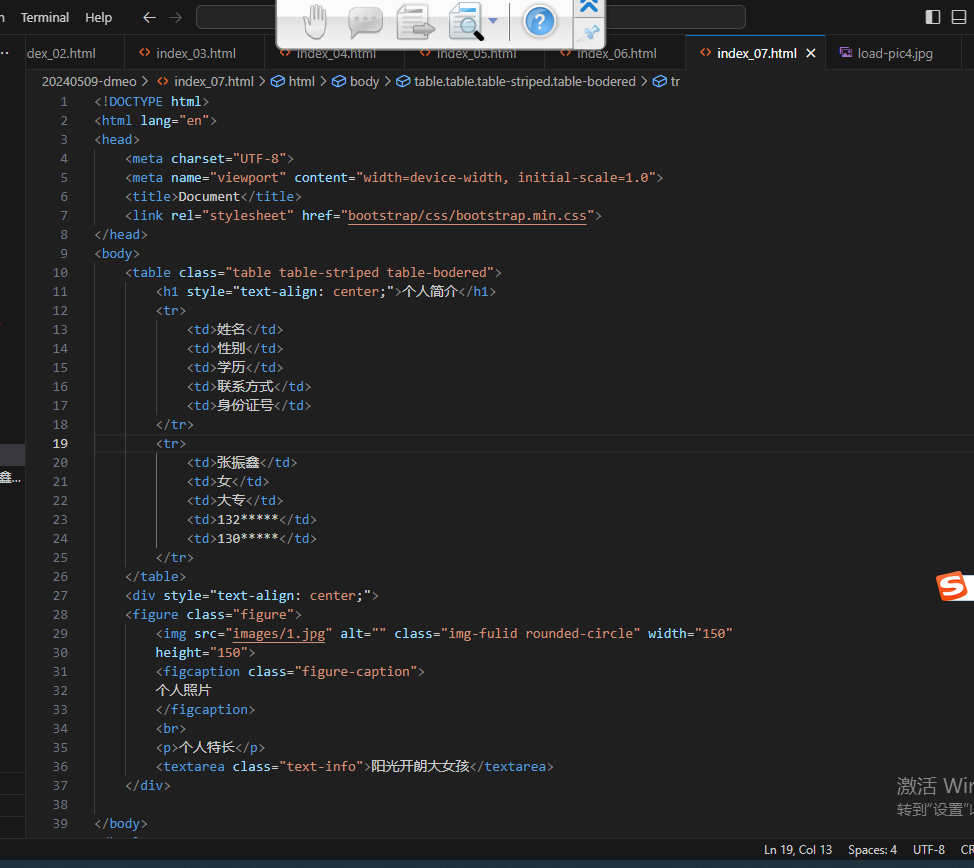 Terminal Help
dex_02.html index_03.html index_04.html index_05.html index_06.html index_07.html load-pic4.jpg
20240509-dmeo > index_07.html > html > body > table.table.table-striped.table-bodered > tr
1 <!DOCTYPE html>
2 <html lang="en">
3 <head>
4 <meta charset="UTF-8">
5 <meta name="viewport" content="width=device-width, initial-scale=1.0">
6 <title>Document</title>
7 <link rel="stylesheet" href="bootstrap/css/bootstrap.min.css">
8 </head>
9 <body>
10 <table class="table table-striped table-bodered">
11 <h1 style="text-align: center;">个人简介</h1>
12 <tr>
13 <td>姓名</td>
14 <td>性别</td>
15 <td>学历</td>
16 <td>联系方式</td>
17 <td>身份证号</td>
18 </tr>
19 <tr>
20 <td>张振鑫</td>
21 <td>女</td>
22 <td>大专</td>
23 <td>132*****</td>
24 <td>130*****</td>
25 </tr>
26 </table>
27 <div style="text-align: center;">
28 <figure class="figure">
29 <img src="images/1.jpg" alt="" class="img-fulid rounded-circle" width="150"
30 height="150">
31 <figcaption class="figure-caption">
32 个人照片
33 </figcaption>
34 <br>
35 <p>个人特长</p>
36 <textarea class="text-info">阳光开朗大女孩</textarea>
37 </div>
38
39 </body>
鑫...
激活 Win
转到"设置"以
Ln 19, Col 13 Spaces: 4 UTF-8 CR